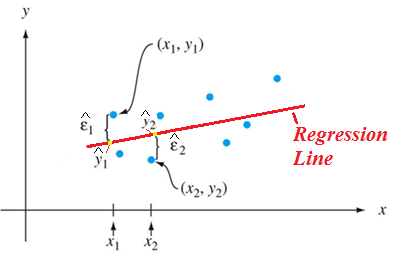 y
(x₁, y₁)
ε̂₁
ŷ₂
ε̂₂
ŷ₁
Regression
Line
(x₂, y₂)
x
x₁ x₂